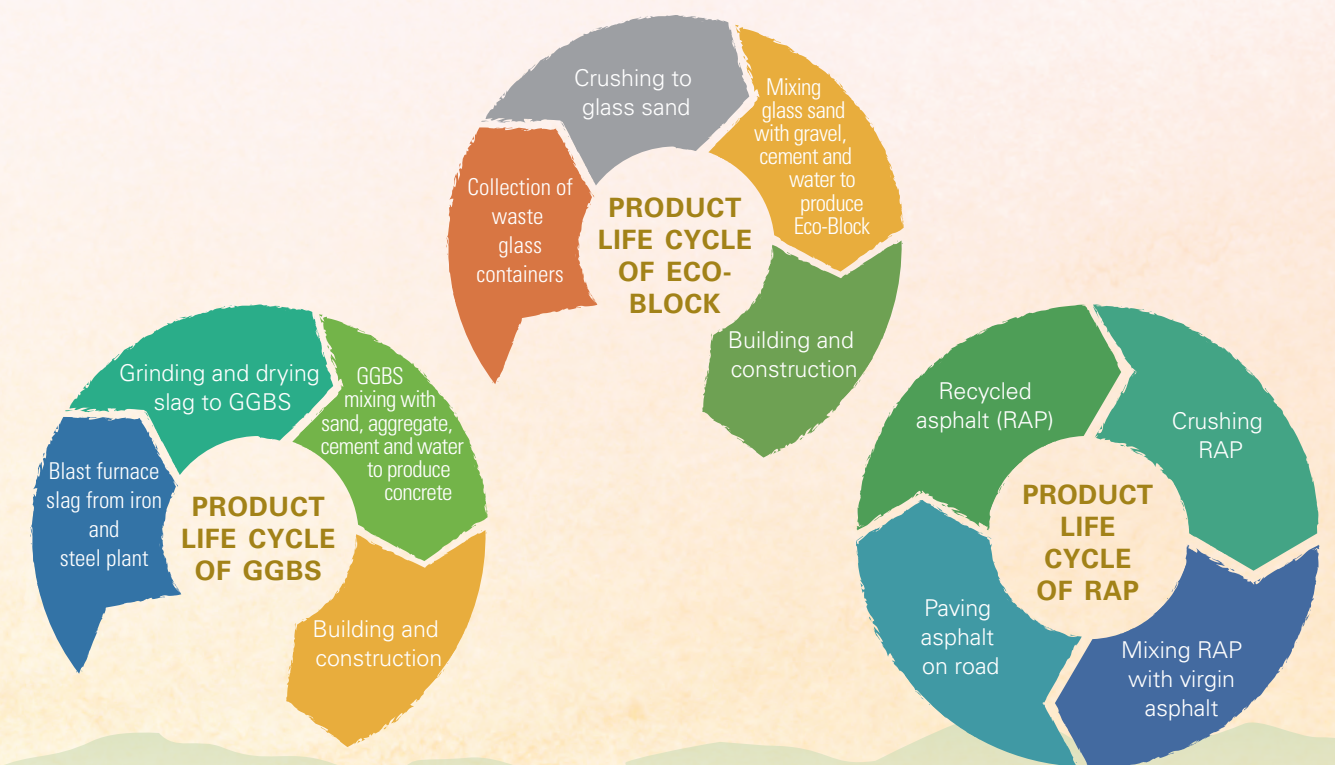 Crushing to
glass sand
Mixing
glass sand
with gravel,
cement and
water to
produce
Eco-Block
Collection of
waste
glass
containers
PRODUCT
LIFE CYCLE
OF ECO-
BLOCK
Building and
construction
Grinding and drying
slag to GGBS
GGBS
mixing with
sand, aggregate,
cement and water
to produce
concrete
Blast furnace
slag from iron
and
steel plant
PRODUCT
LIFE CYCLE
OF GGBS
Building and
construction
Recycled
asphalt (RAP)
Crushing
RAP
PRODUCT
LIFE
CYCLE
OF RAP
Paving
asphalt
on road
Mixing RAP
with virgin
asphalt